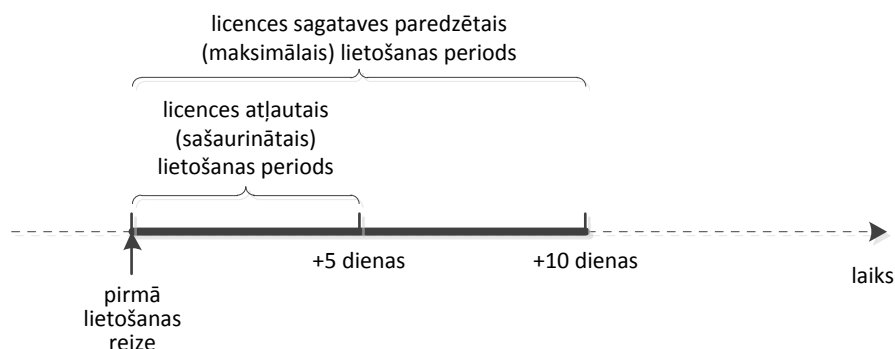 licences sagataves paredzētais
(maksimālais) lietošanas periods
licences atļautais
(sašaurinātais)
lietošanas periods
+5 dienas
+10 dienas
laiks
pirmā
lietošanas
reize